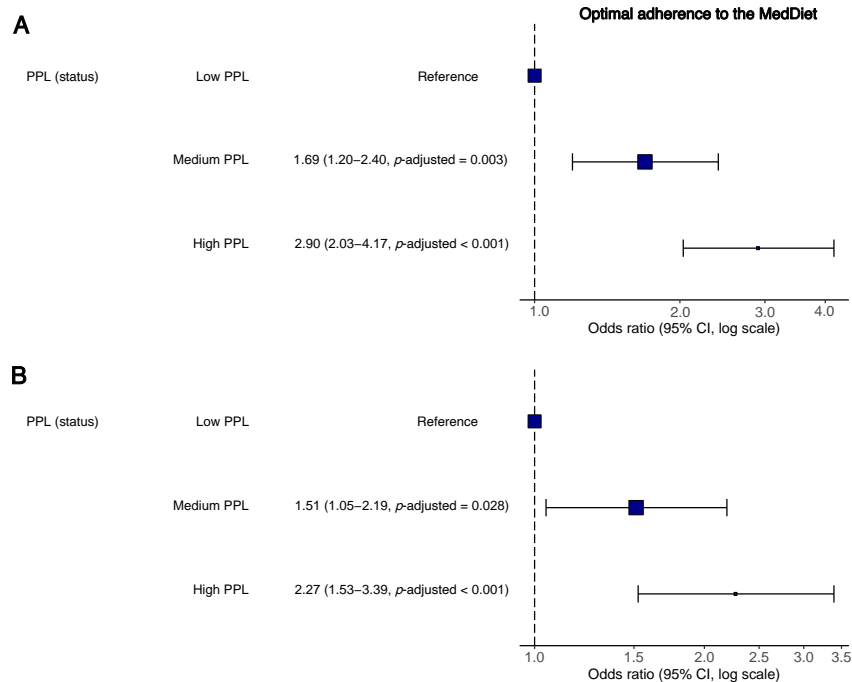 Optimal adherence to the MedDiet
A
PPL (status) Low PPL Reference
Medium PPL 1.69 (1.20–2.40, p-adjusted = 0.003)
High PPL 2.90 (2.03–4.17, p-adjusted < 0.001)
1.0 2.0 3.0 4.0
Odds ratio (95% CI, log scale)
B
PPL (status) Low PPL Reference
Medium PPL 1.51 (1.05–2.19, p-adjusted = 0.028)
High PPL 2.27 (1.53–3.39, p-adjusted < 0.001)
1.0 1.5 2.0 2.5 3.0 3.5
Odds ratio (95% CI, log scale)